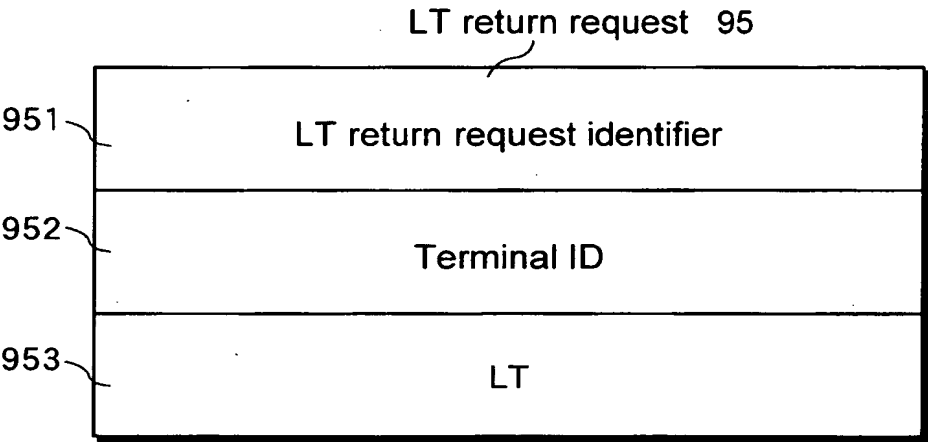 LT return request 95
951 LT return request identifier
952 Terminal ID
953 LT